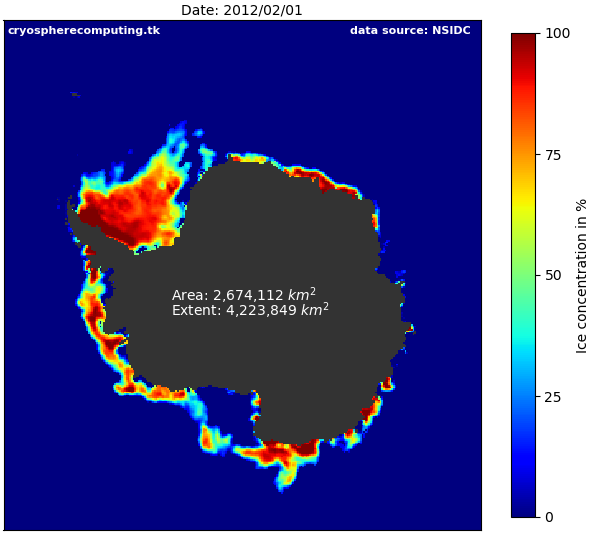 Date: 2012/02/01
cryospherecomputing.tk
data source: NSIDC
100
75
50
25
0
Ice concentration in %
Area: 2,674,112 km²
Extent: 4,223,849 km²